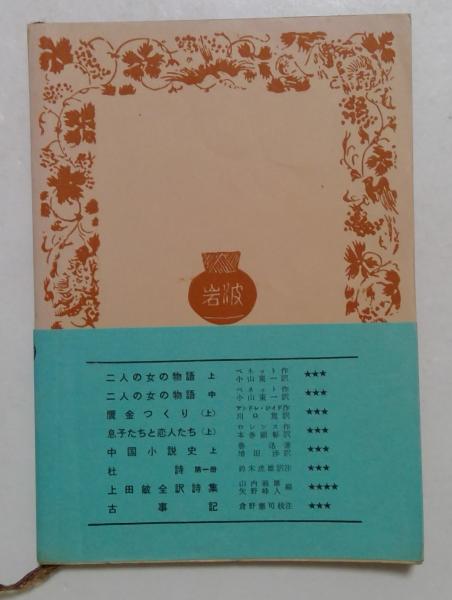 岩波
二人の女の物語 上 ベネット作 小山東一訳 ★★★
二人の女の物語 中 ベネット作 小山東一訳 ★★★
贋金つくり(上) アンドレ・ジイド作 川口篤訳 ★★★
息子たちと恋人たち(上) ロレンス作 本多顕彰訳 ★★★
中国小説史 上 魯迅著 増田渉訳 ★★★
杜詩 第一冊 鈴木虎雄訳注 ★★★
上田敏全訳詩集 山内義雄 矢野峰人 編 ★★★★
古事記 倉野憲司校注 ★★★